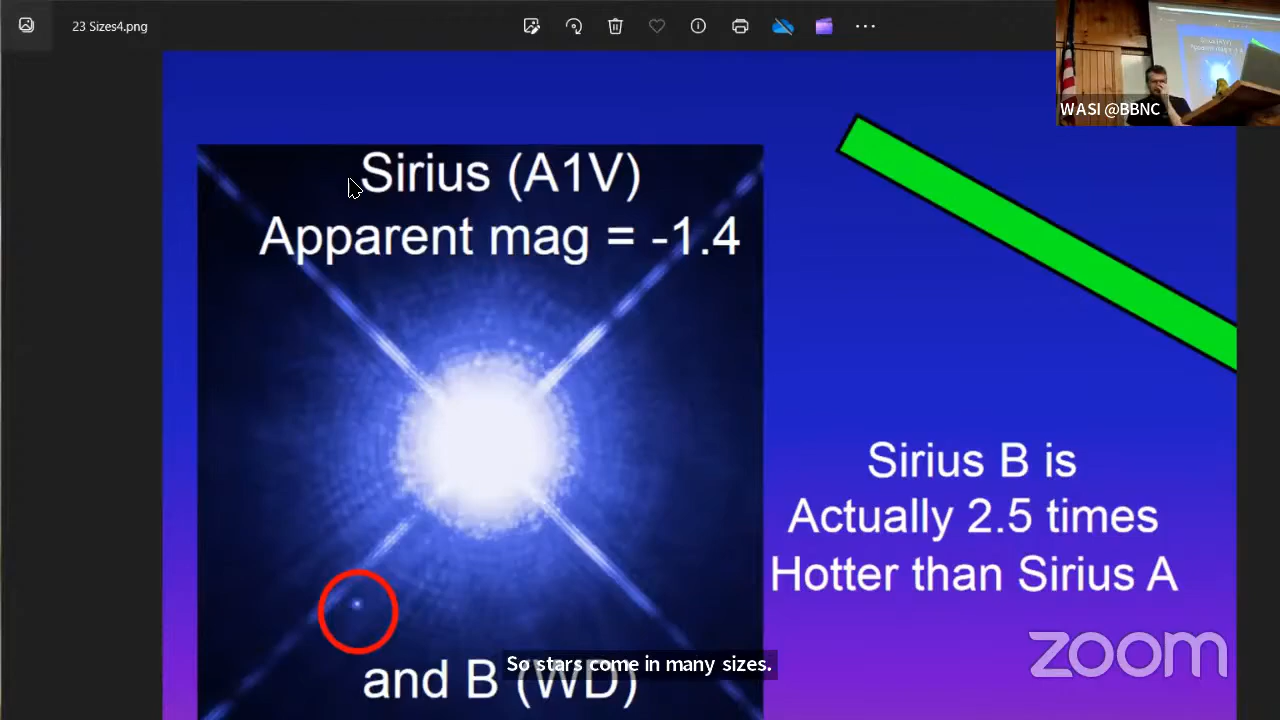 23 Sizes4.png
WASI @BBNC
Sirius (A1V)
Apparent mag = -1.4
Sirius B is
Actually 2.5 times
Hotter than Sirius A
and B (WD)
So stars come in many sizes.
zoom